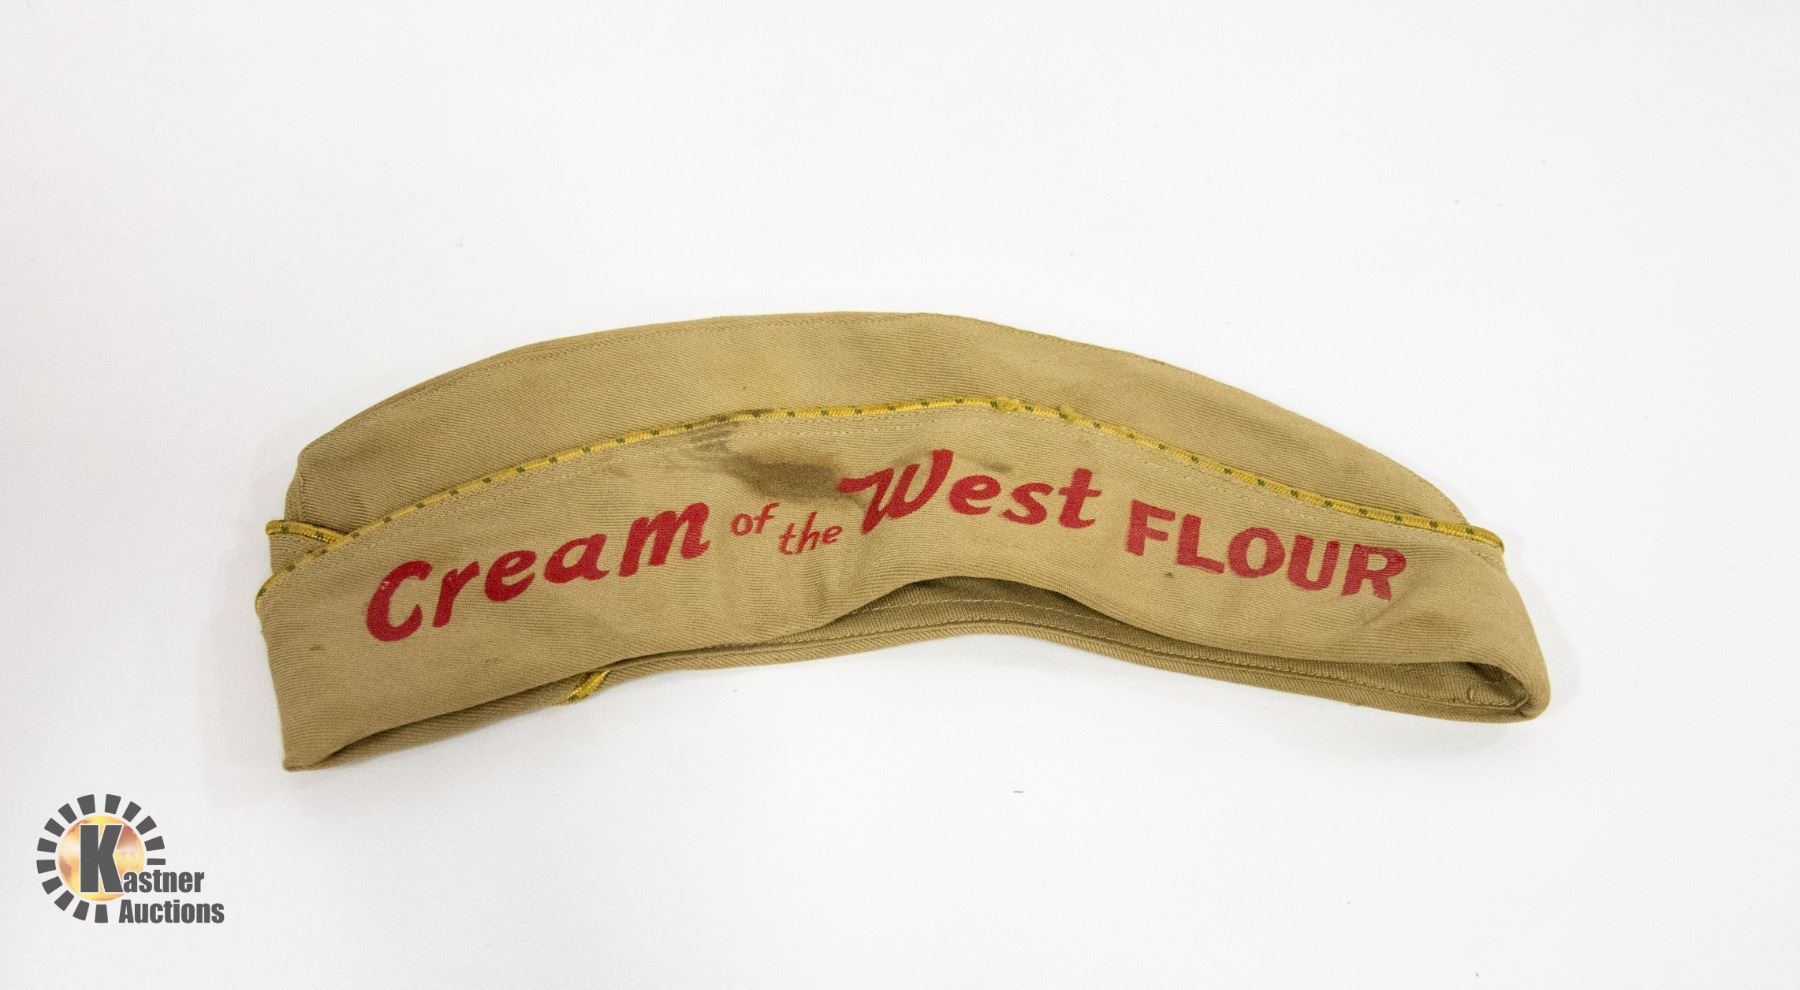 Cream of the West FLOUR
Kastner
Auctions